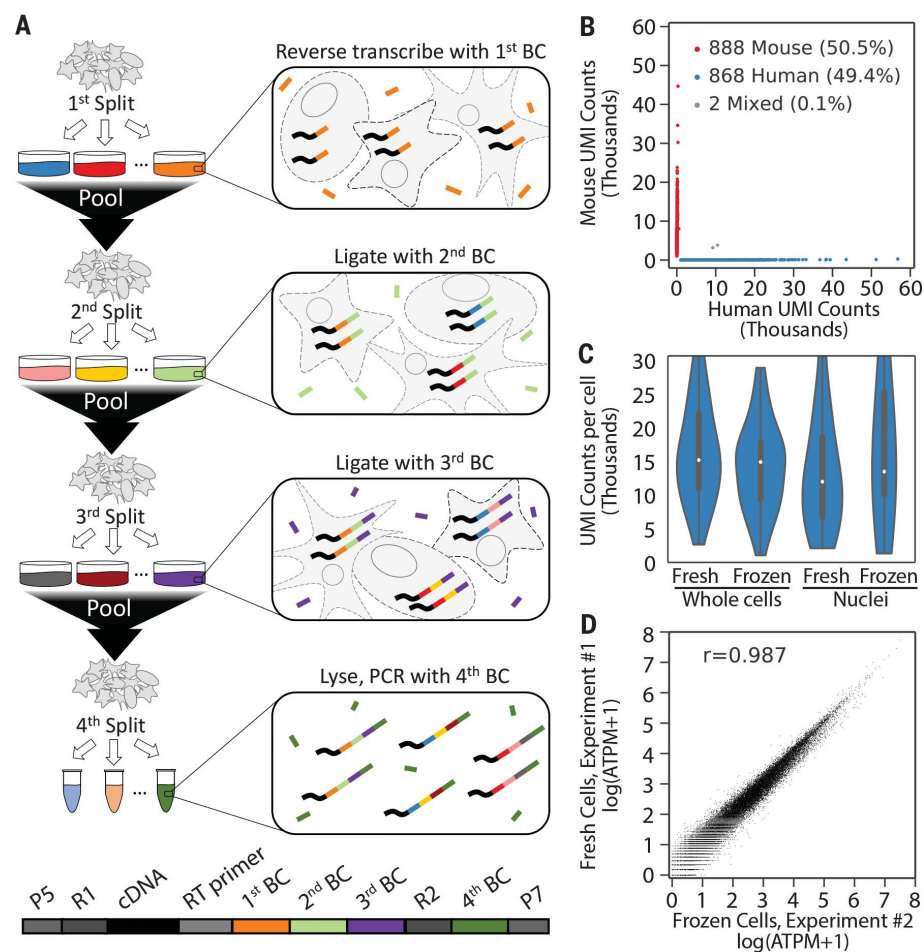 A
1st Split
...
Pool
2nd Split
...
Pool
3rd Split
...
Pool
4th Split
...
Reverse transcribe with 1st BC
Ligate with 2nd BC
Ligate with 3rd BC
Lyse, PCR with 4th BC
P5
R1
cDNA
RT primer
1st BC
2nd BC
3rd BC
R2
4th BC
P7
B
Mouse UMI Counts
(Thousands)
60
50
40
30
20
10
0
888 Mouse (50.5%)
868 Human (49.4%)
2 Mixed (0.1%)
0 10 20 30 40 50 60
Human UMI Counts
(Thousands)
C
UMI Counts per cell
(Thousands)
30
25
20
15
10
5
0
Fresh Frozen Fresh Frozen
Whole cells Nuclei
D
Fresh Cells, Experiment #1
log(ATPM+1)
8
7
6
5
4
3
2
1
0
r=0.987
0 1 2 3 4 5 6 7 8
Frozen Cells, Experiment #2
log(ATPM+1)